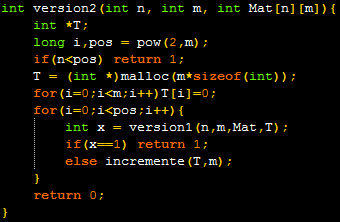 int version2(int n, int m, int Mat[n][m]){
int *T;
long i,pos = pow(2,m);
if(n<pos) return 1;
T = (int *)malloc(m*sizeof(int));
for(i=0;i<m;i++)T[i]=0;
for(i=0;i<pos;i++){
int x = version1(n,m,Mat,T);
if(x==1) return 1;
else incremente(T,m);
}
return 0;
}